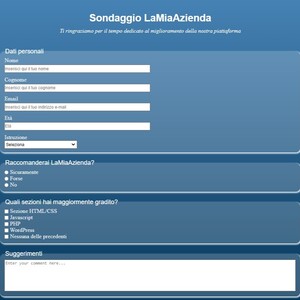 Sondaggio LaMiaAzienda
Ti ringraziamo per il tempo dedicato al miglioramento della nostra piattaforma
Dati personali
Nome
Inserisci qui il tuo nome
Cognome
Inserisci qui il tuo cognome
Email
Inserisci qui il tuo indirizzo e-mail
Età
Età
Istruzione
Seleziona
Raccomanderai LaMiaAzienda?
Sicuramente
Forse
No
Quali sezioni hai maggiormente gradito?
Sezione HTML/CSS
Javascript
PHP
WordPress
Nessuna delle precedenti
Suggerimenti
Enter your comment here...